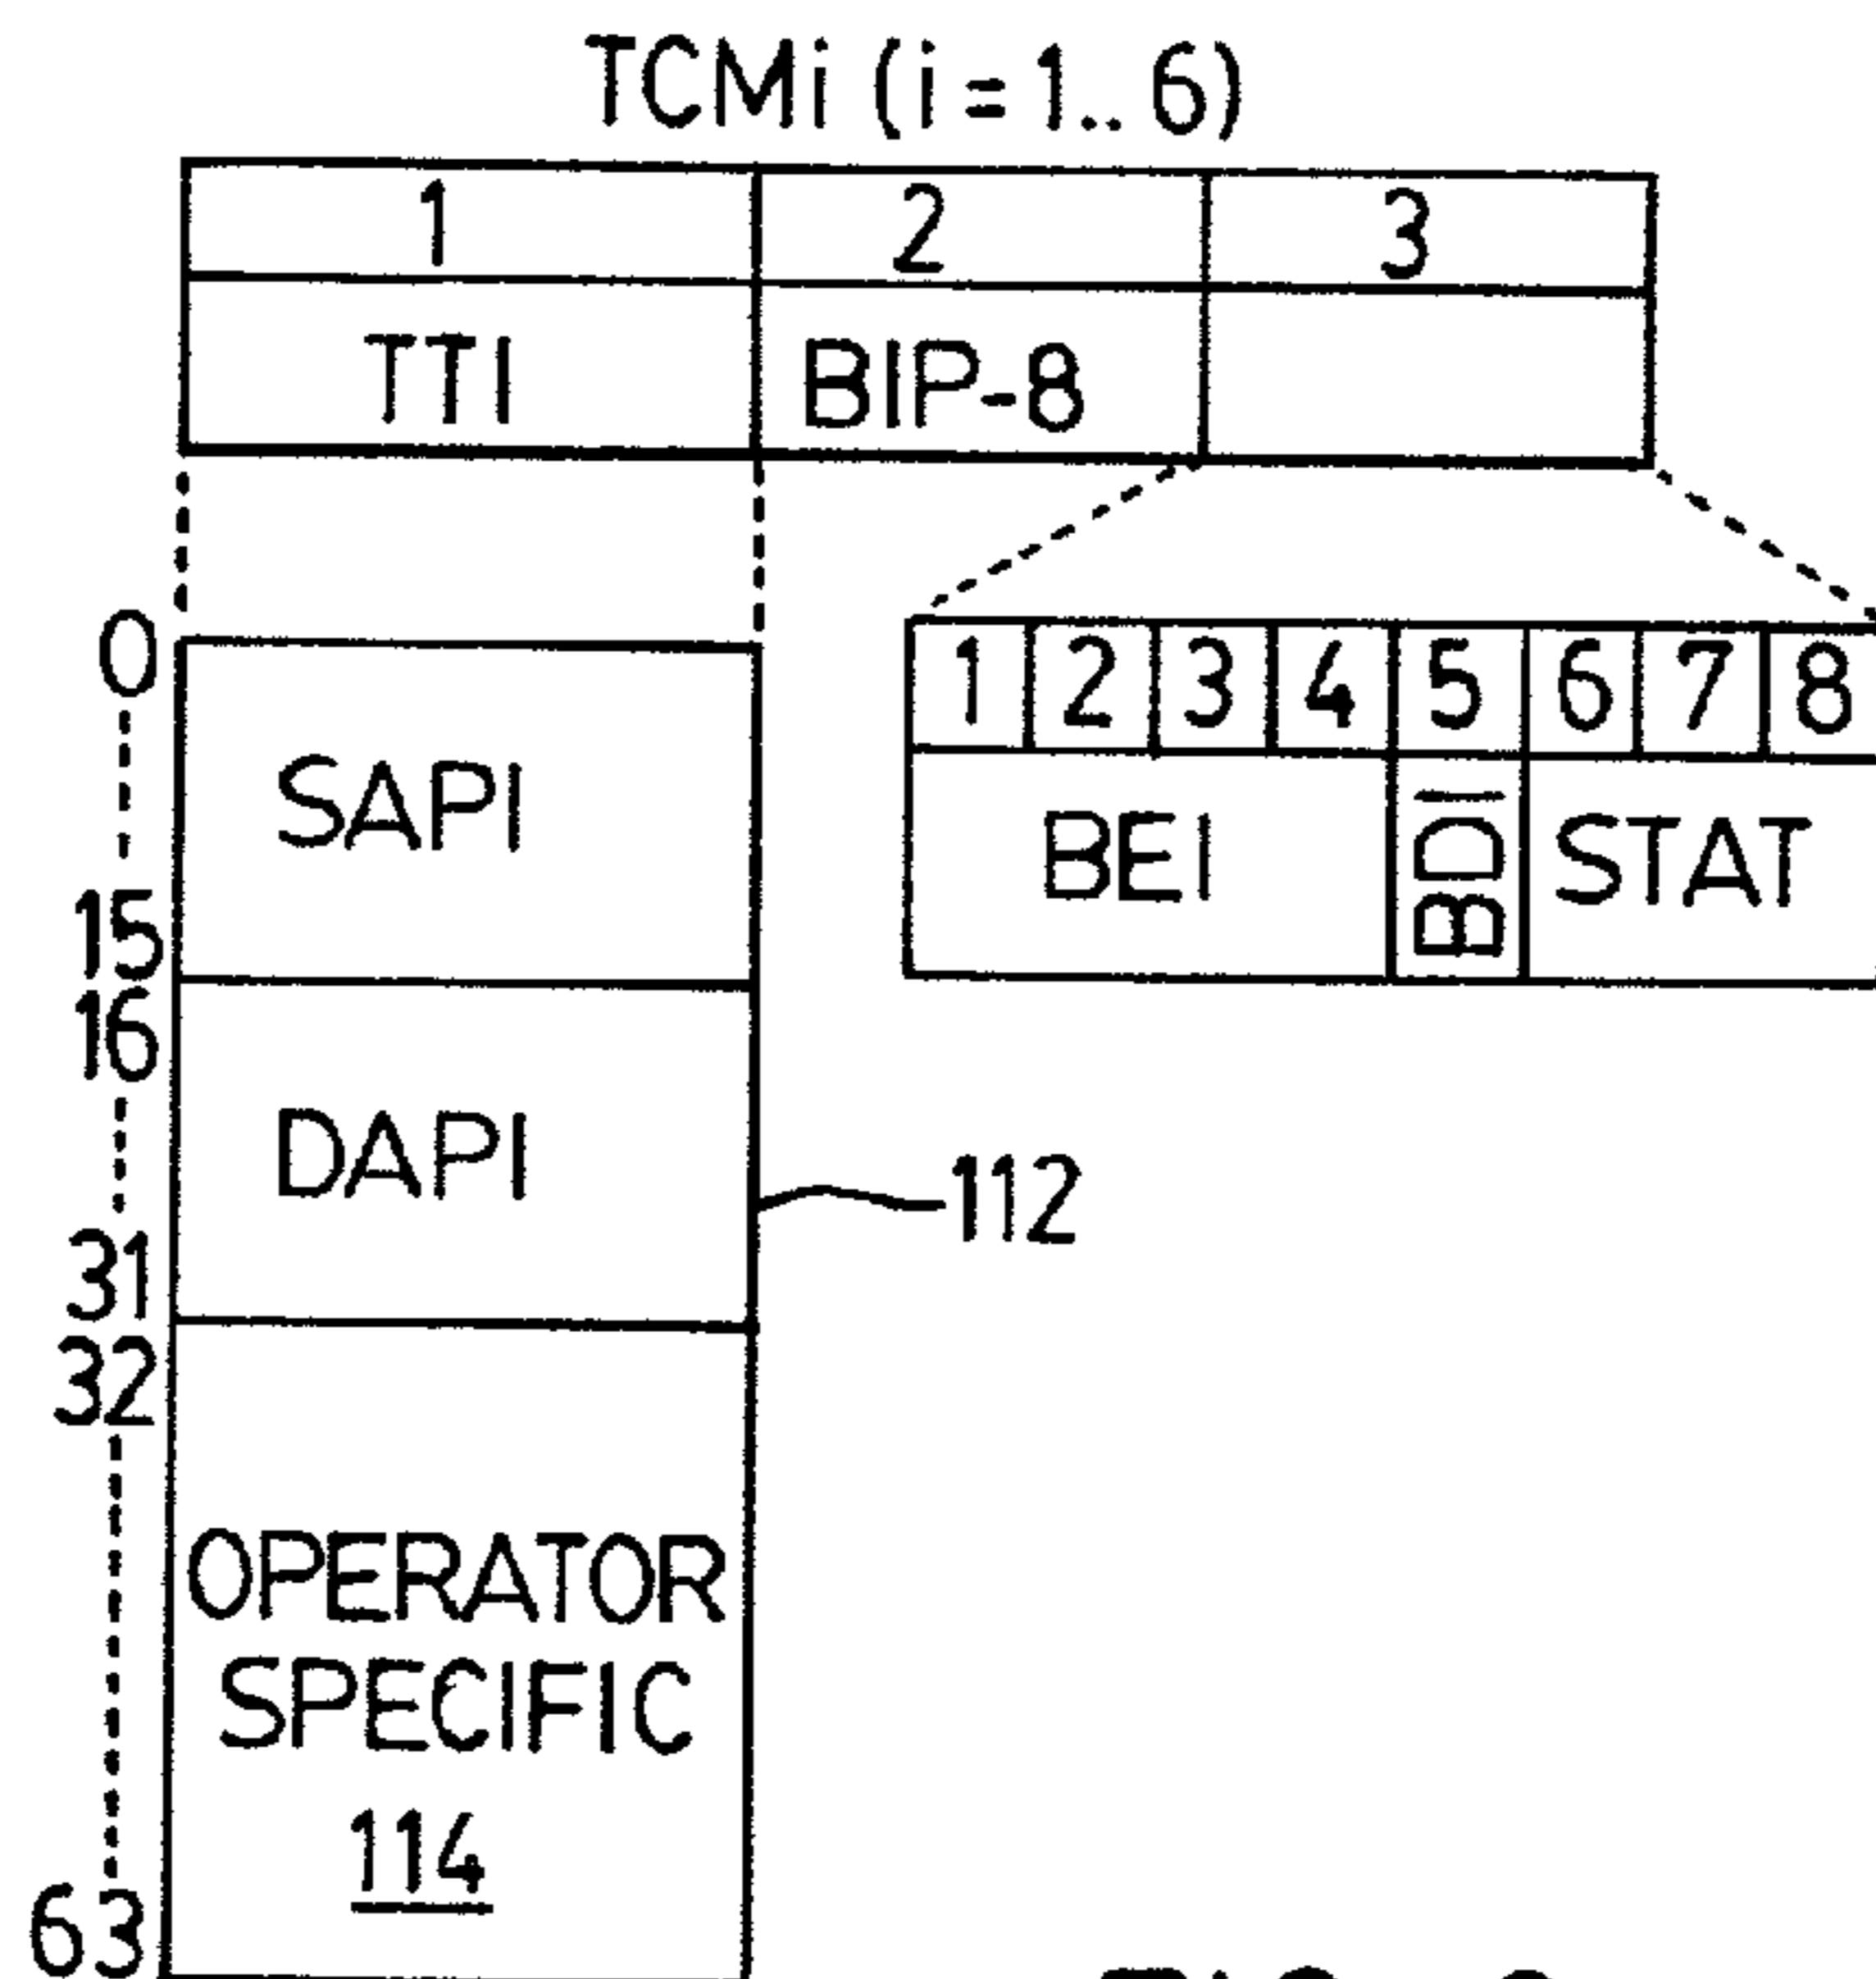 TCMi (i = 1.. 6)
1 2 3
TTI BIP-8
0
SAPI
15
1 2 3 4 5 6 7 8
BEI BDI STAT
16
DAPI
31
112
32
OPERATOR
SPECIFIC
114
63